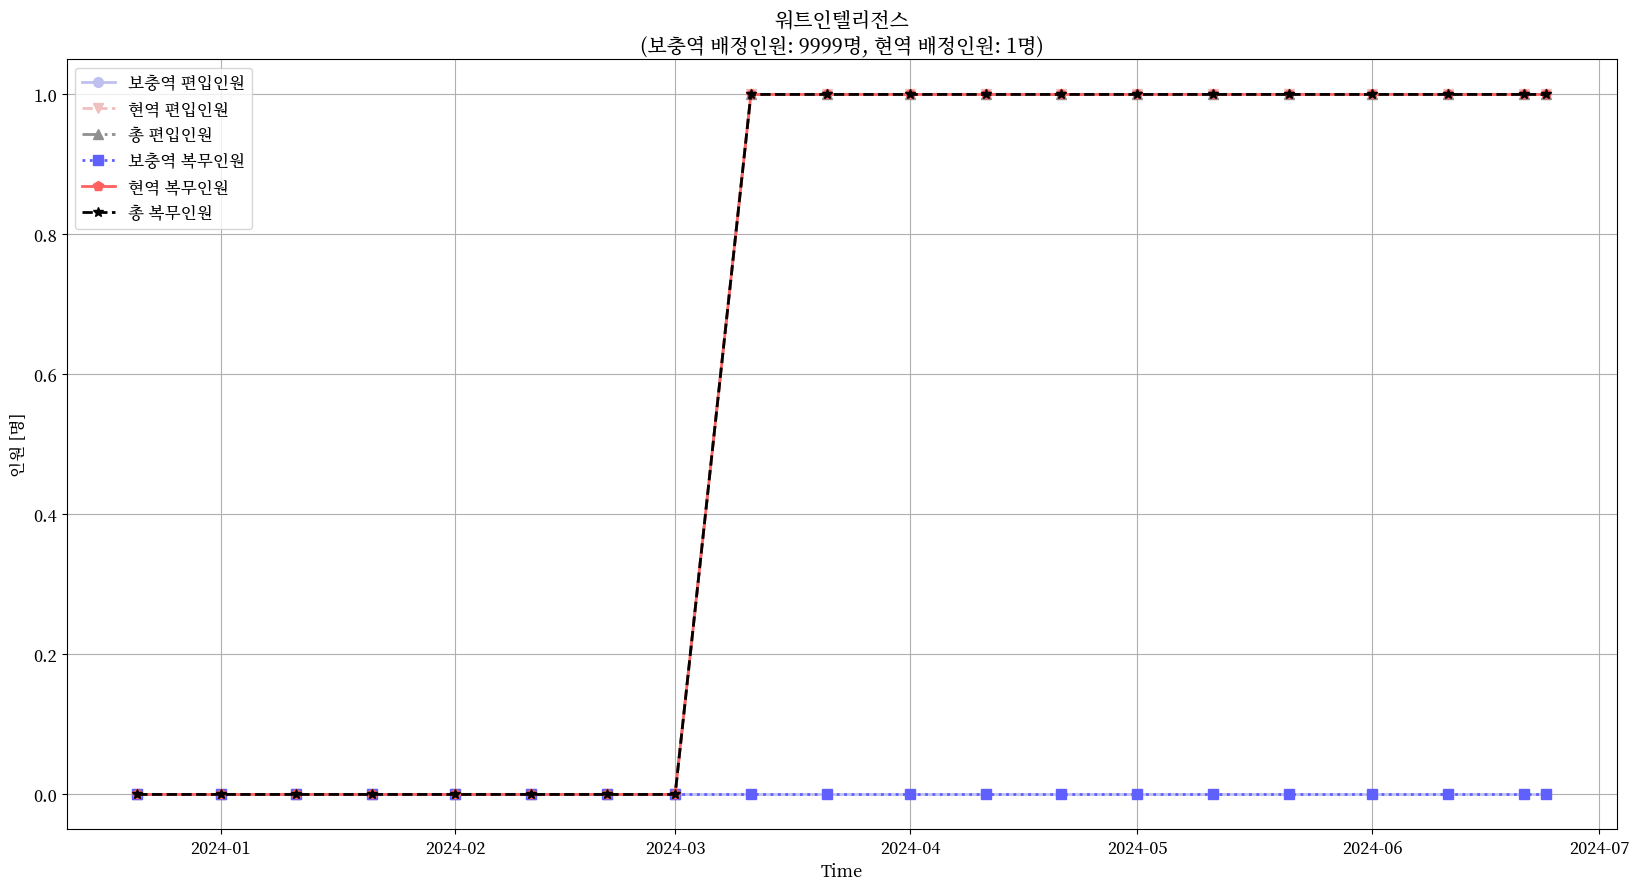 워트인텔리전스
(보충역 배정인원: 9999명, 현역 배정인원: 1명)
보충역 편입인원
현역 편입인원
총 편입인원
보충역 복무인원
현역 복무인원
총 복무인원
1.0
0.8
0.6
0.4
0.2
0.0
인원 [명]
2024-01 2024-02 2024-03 2024-04 2024-05 2024-06 2024-07
Time